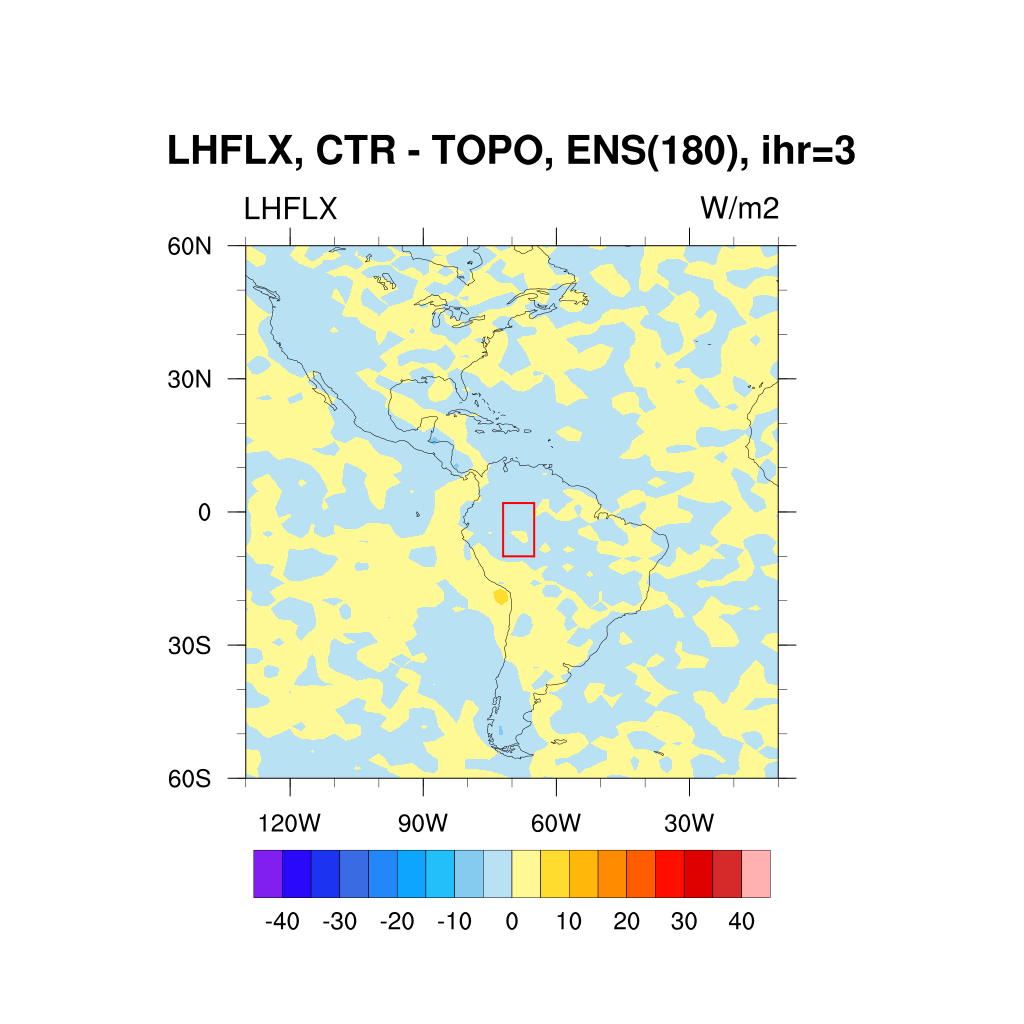 LHFLX, CTR - TOPO, ENS(180), ihr=3
LHFLX W/m2
60N
30N
0
30S
60S
120W 90W 60W 30W
-40 -30 -20 -10 0 10 20 30 40